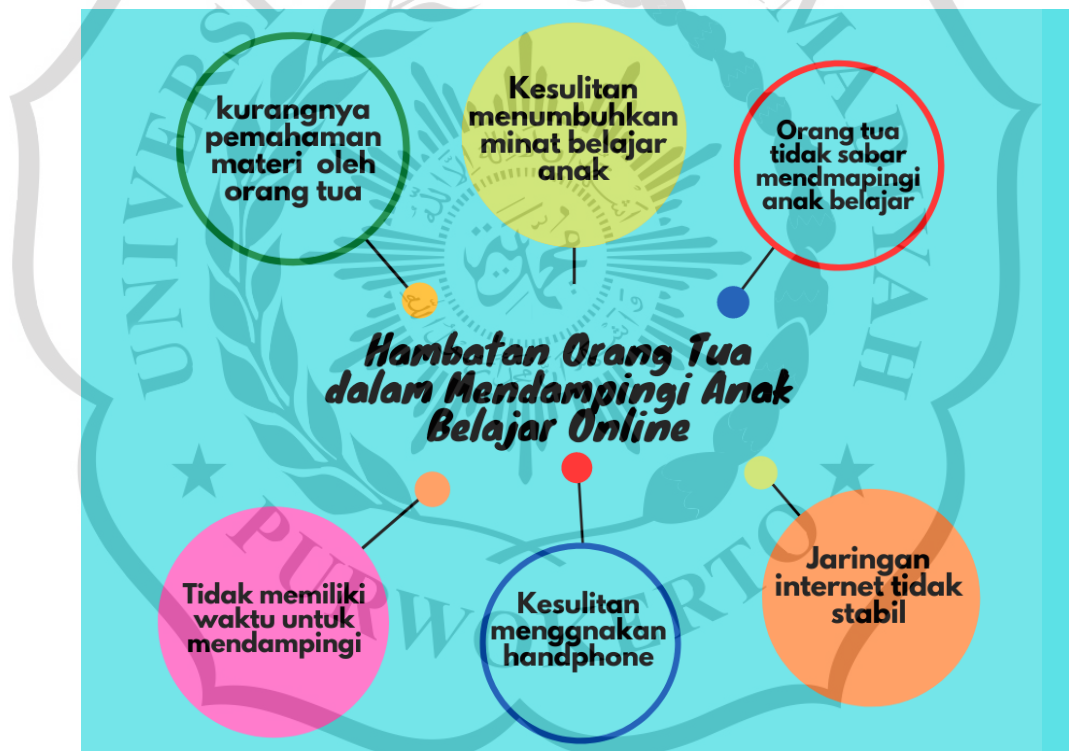 kurangnya
pemahaman
materi oleh
orang tua
Kesulitan
menumbuhkan
minat belajar
anak
Orang tua
tidak sabar
mendmapingi
anak belajar
Hambatan Orang Tua
dalam Mendampingi Anak
Belajar Online
Tidak memiliki
waktu untuk
mendampingi
Kesulitan
menggnakan
handphone
Jaringan
internet tidak
stabil
PURWOKERTO